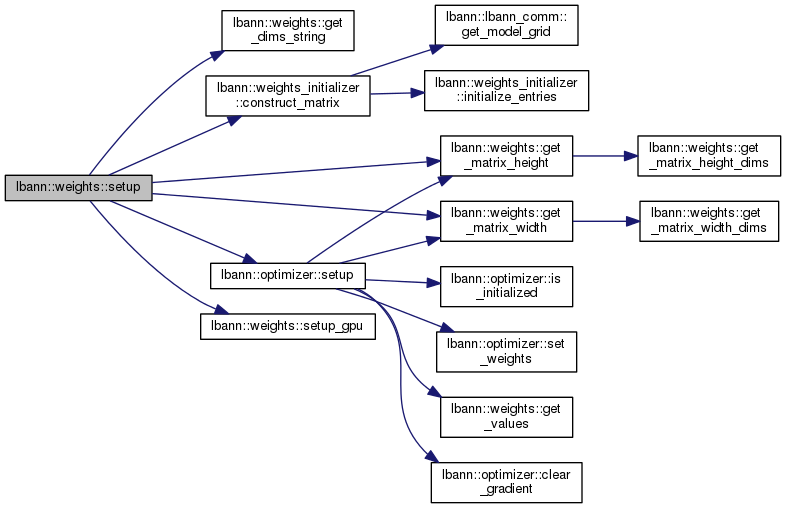 lbann::weights::setup
lbann::weights::get
_dims_string
lbann::weights_initializer
::construct_matrix
lbann::optimizer::setup
lbann::weights::setup_gpu
lbann::lbann_comm::
get_model_grid
lbann::weights_initializer
::initialize_entries
lbann::weights::get
_matrix_height
lbann::weights::get
_matrix_width
lbann::optimizer::is
_initialized
lbann::optimizer::set
_weights
lbann::weights::get
_values
lbann::optimizer::clear
_gradient
lbann::weights::get
_matrix_height_dims
lbann::weights::get
_matrix_width_dims